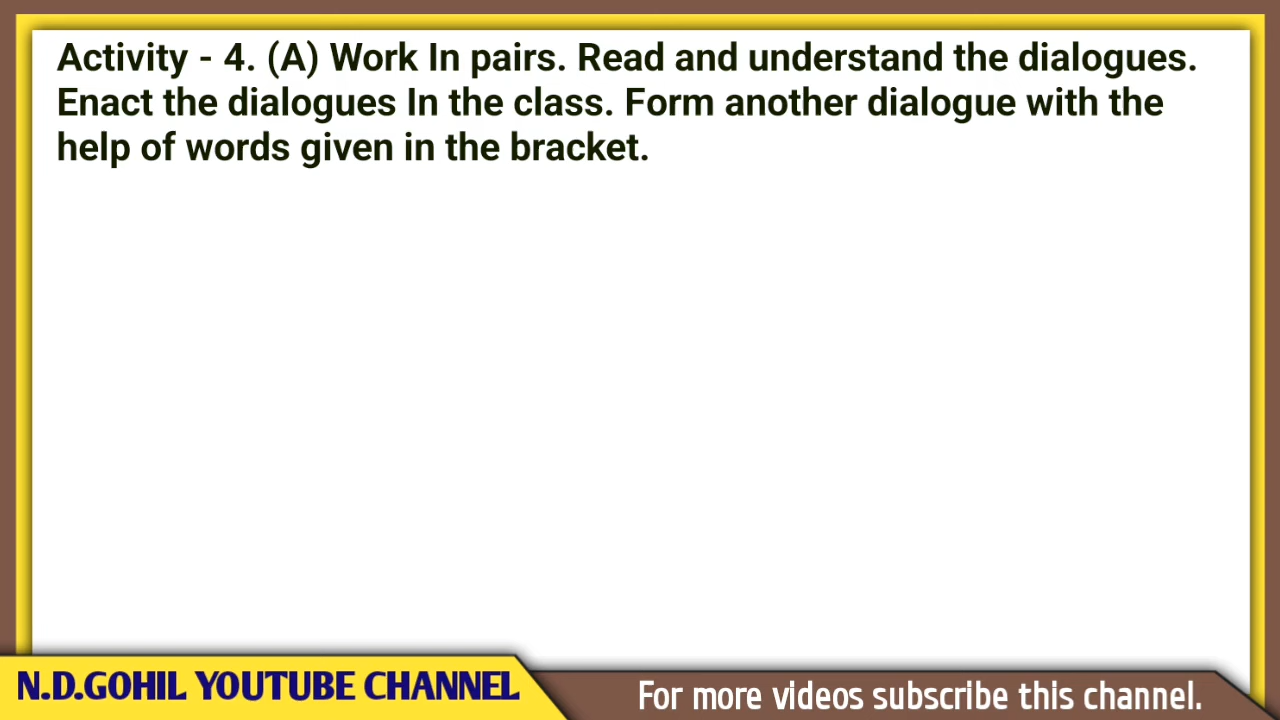 Activity - 4. (A) Work In pairs. Read and understand the dialogues.
Enact the dialogues In the class. Form another dialogue with the
help of words given in the bracket.
N.D.GOHIL YOUTUBE CHANNEL
For more videos subscribe this channel.